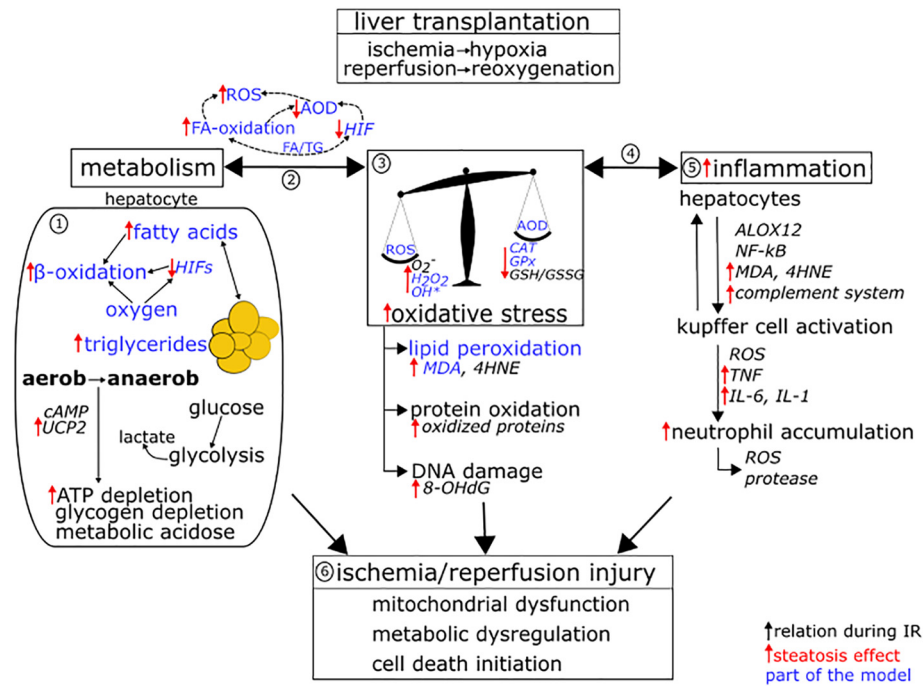 liver transplantation
ischemia→hypoxia
reperfusion→reoxygenation
↑ROS
↓AOD
↑FA-oxidation
↓HIF
FA/TG
metabolism
②
③
④
⑤↑inflammation
hepatocyte
①
↑fatty acids
↑β-oxidation
↓HIFs
oxygen
↑triglycerides
aerob→anaerob
cAMP
↑UCP2
glucose
lactate
glycolysis
↑ATP depletion
glycogen depletion
metabolic acidose
ROS
AOD
↑O₂⁻
H₂O₂
OH*
↓CAT
GPx
GSH/GSSG
↑oxidative stress
lipid peroxidation
↑MDA, 4HNE
protein oxidation
↑oxidized proteins
DNA damage
↑8-OHdG
hepatocytes
ALOX12
NF-kB
↑MDA, 4HNE
↑complement system
kupffer cell activation
ROS
↑TNF
↑IL-6, IL-1
↑neutrophil accumulation
ROS
protease
⑥ischemia/reperfusion injury
mitochondrial dysfunction
metabolic dysregulation
cell death initiation
↑relation during IR
↑steatosis effect
part of the model